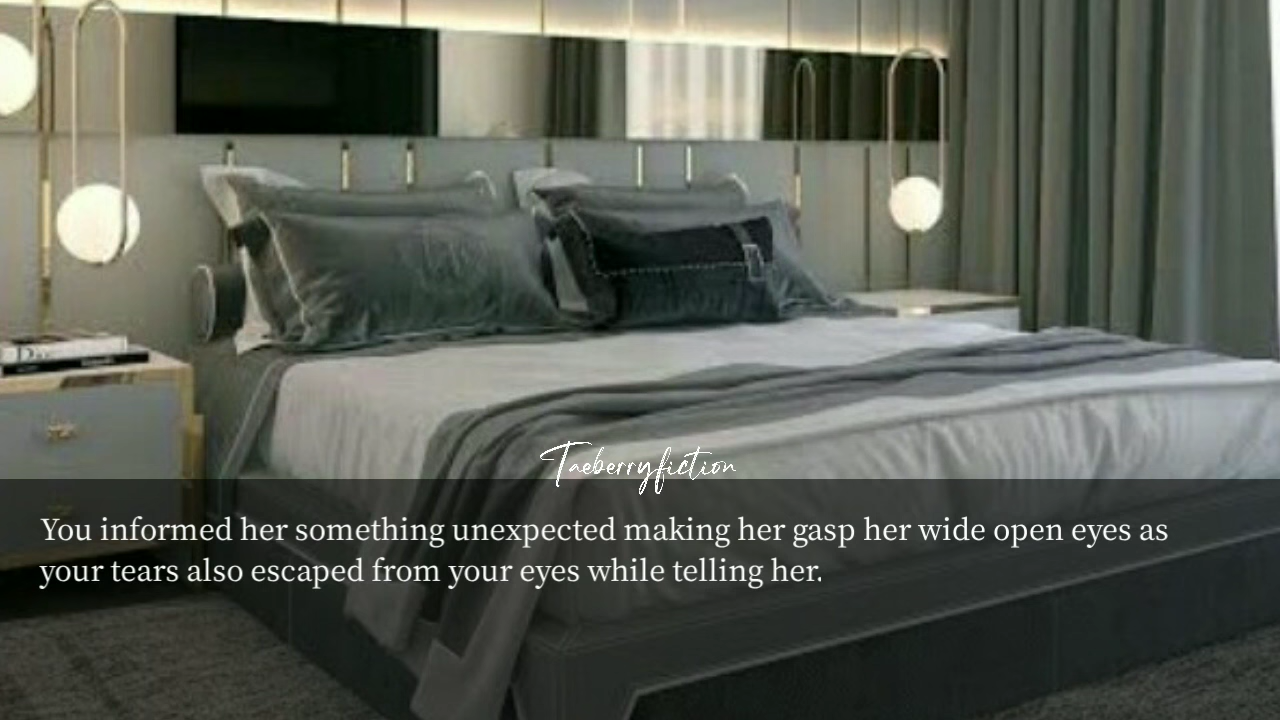 Taeberryfiction
You informed her something unexpected making her gasp her wide open eyes as
your tears also escaped from your eyes while telling her.